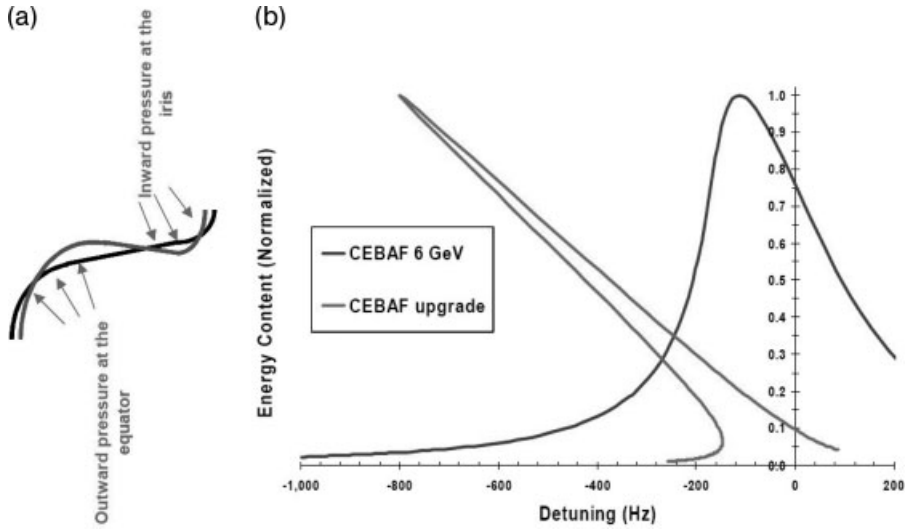 (a)
Inward pressure at the
iris
Outward pressure at the
equator
(b)
Energy Content (Normalized)
CEBAF 6 GeV
CEBAF upgrade
1.0
0.9
0.8
0.7
0.6
0.5
0.4
0.3
0.2
0.1
0.0
-1,000 -800 -600 -400 -200 0 200
Detuning (Hz)